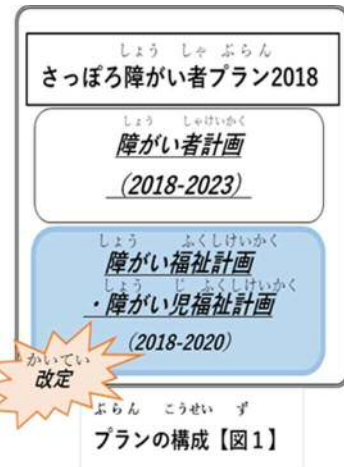 しょう しゃ ぷらん
さっぽろ障がい者プラン2018
しょう しゃけいかく
障がい者計画
(2018-2023)
しょう ふくしけいかく
障がい福祉計画
しょう じ ふくしけいかく
・障がい児福祉計画
(2018-2020)
かいてい
改定
ぷらん こうせい ず
プランの構成【図１】